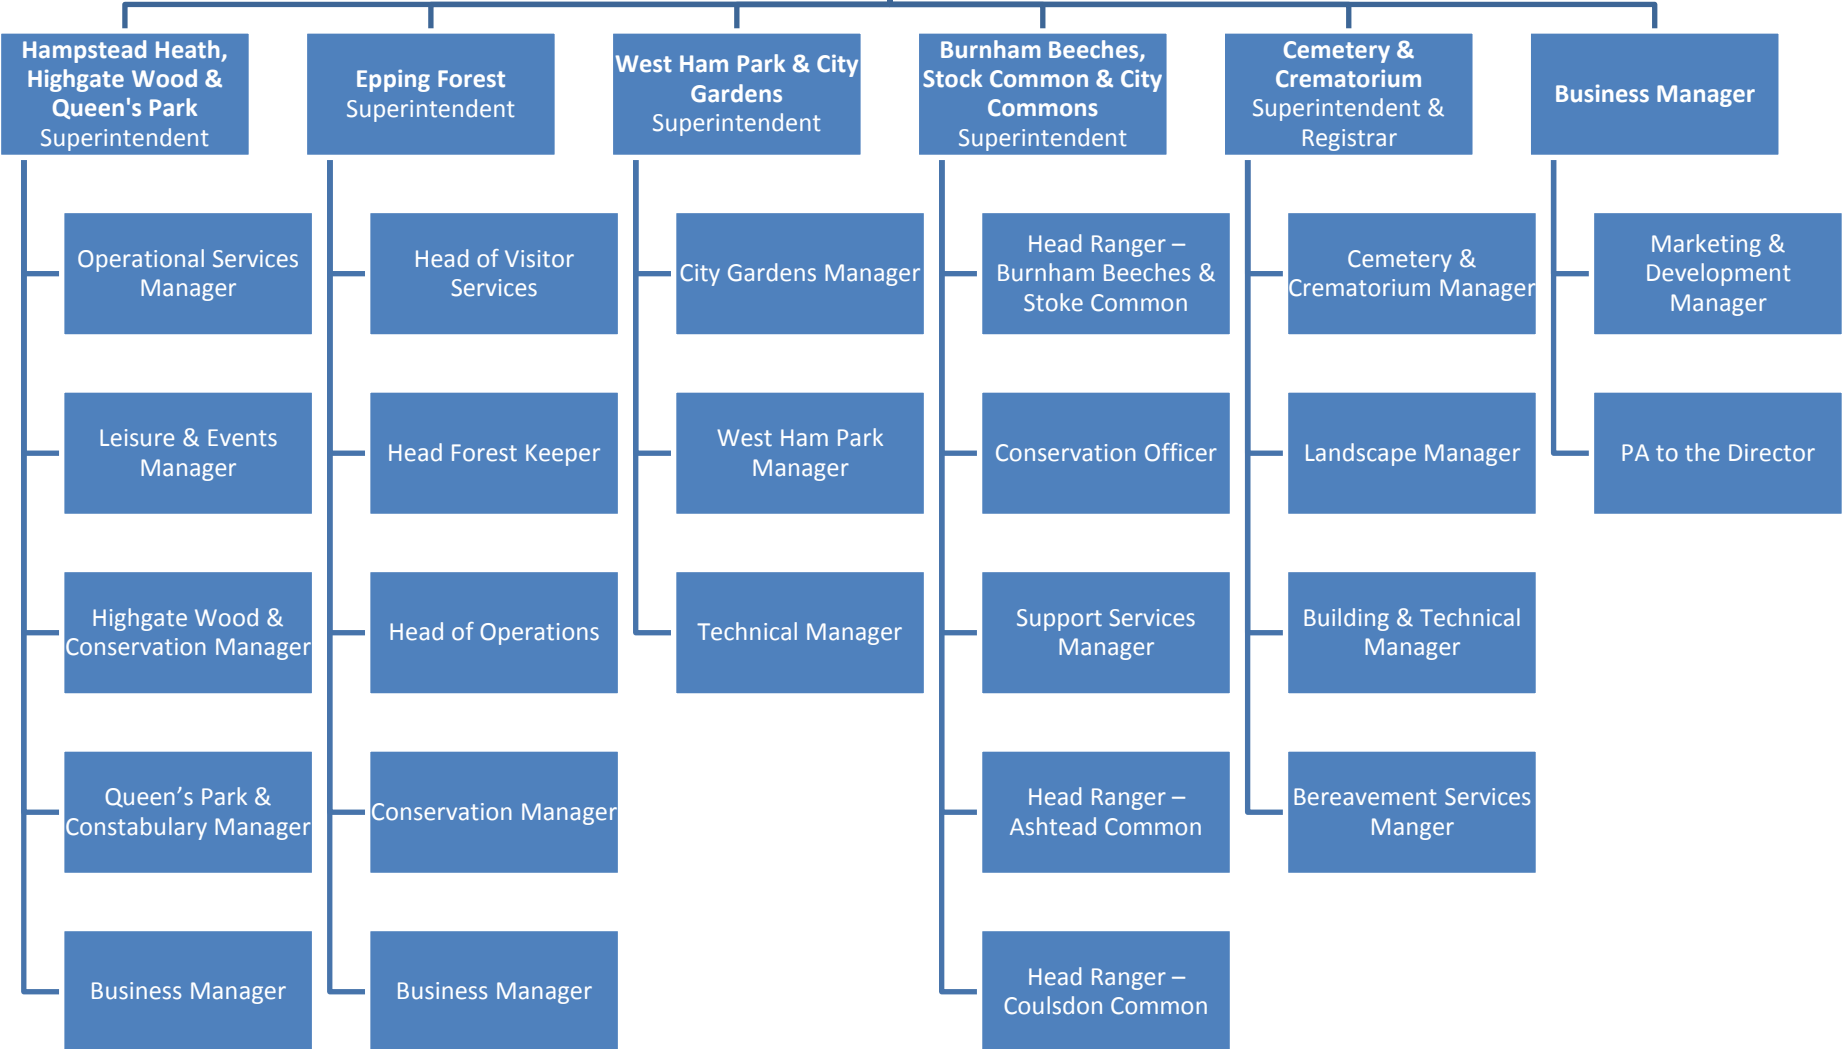 Hampstead Heath,
Highgate Wood &
Queen's Park
Superintendent
Epping Forest
Superintendent
West Ham Park & City
Gardens
Superintendent
Burnham Beeches,
Stock Common & City
Commons
Superintendent
Cemetery &
Crematorium
Superintendent &
Registrar
Business Manager
Operational Services
Manager
Leisure & Events
Manager
Highgate Wood &
Conservation Manager
Queen’s Park &
Constabulary Manager
Business Manager
Head of Visitor
Services
Head Forest Keeper
Head of Operations
Conservation Manager
Business Manager
City Gardens Manager
West Ham Park
Manager
Technical Manager
Head Ranger –
Burnham Beeches &
Stoke Common
Conservation Officer
Support Services
Manager
Head Ranger –
Ashtead Common
Head Ranger –
Coulsdon Common
Cemetery &
Crematorium Manager
Landscape Manager
Building & Technical
Manager
Bereavement Services
Manger
Marketing &
Development
Manager
PA to the Director